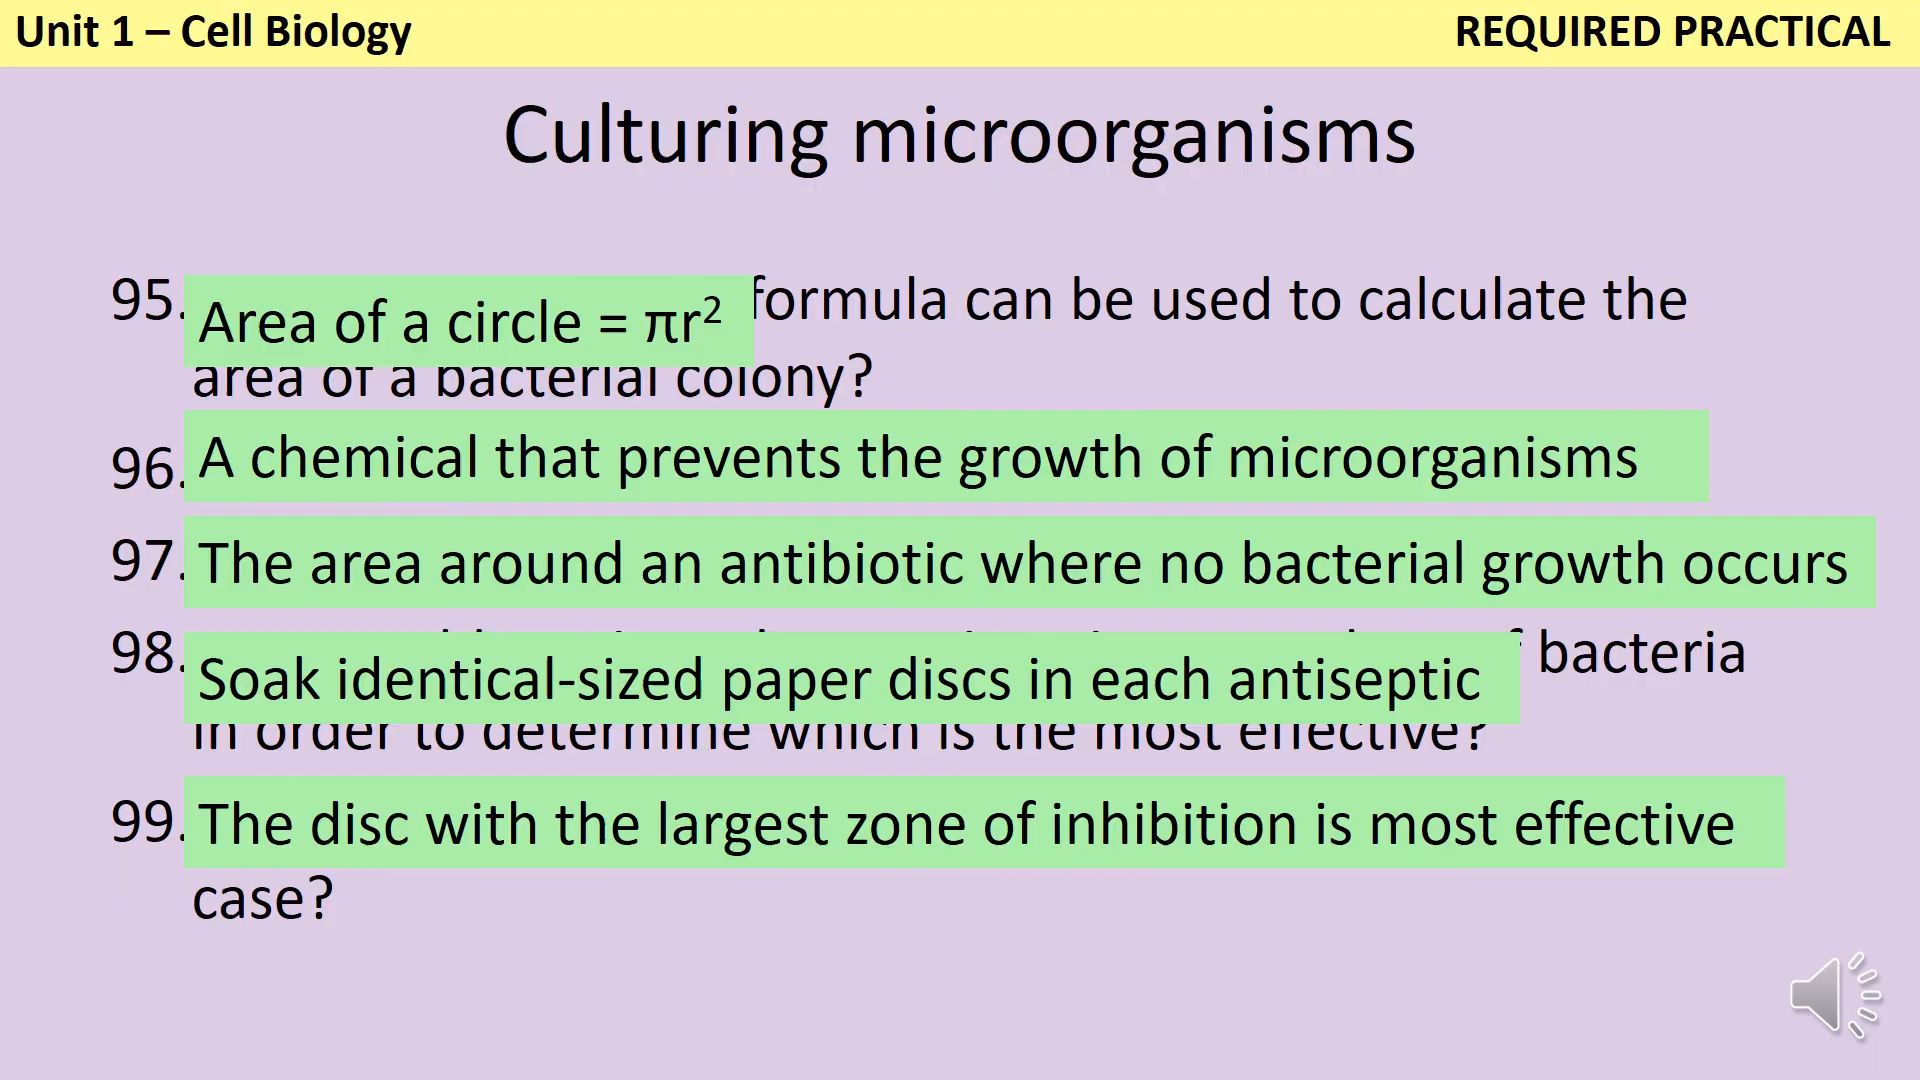 Unit 1 – Cell Biology
REQUIRED PRACTICAL
Culturing microorganisms
95. Area of a circle = πr² formula can be used to calculate the
area of a bacterial colony?
96. A chemical that prevents the growth of microorganisms
97. The area around an antibiotic where no bacterial growth occurs
98. Soak identical-sized paper discs in each antiseptic bacteria
in order to determine which is the most effective?
99. The disc with the largest zone of inhibition is most effective
case?